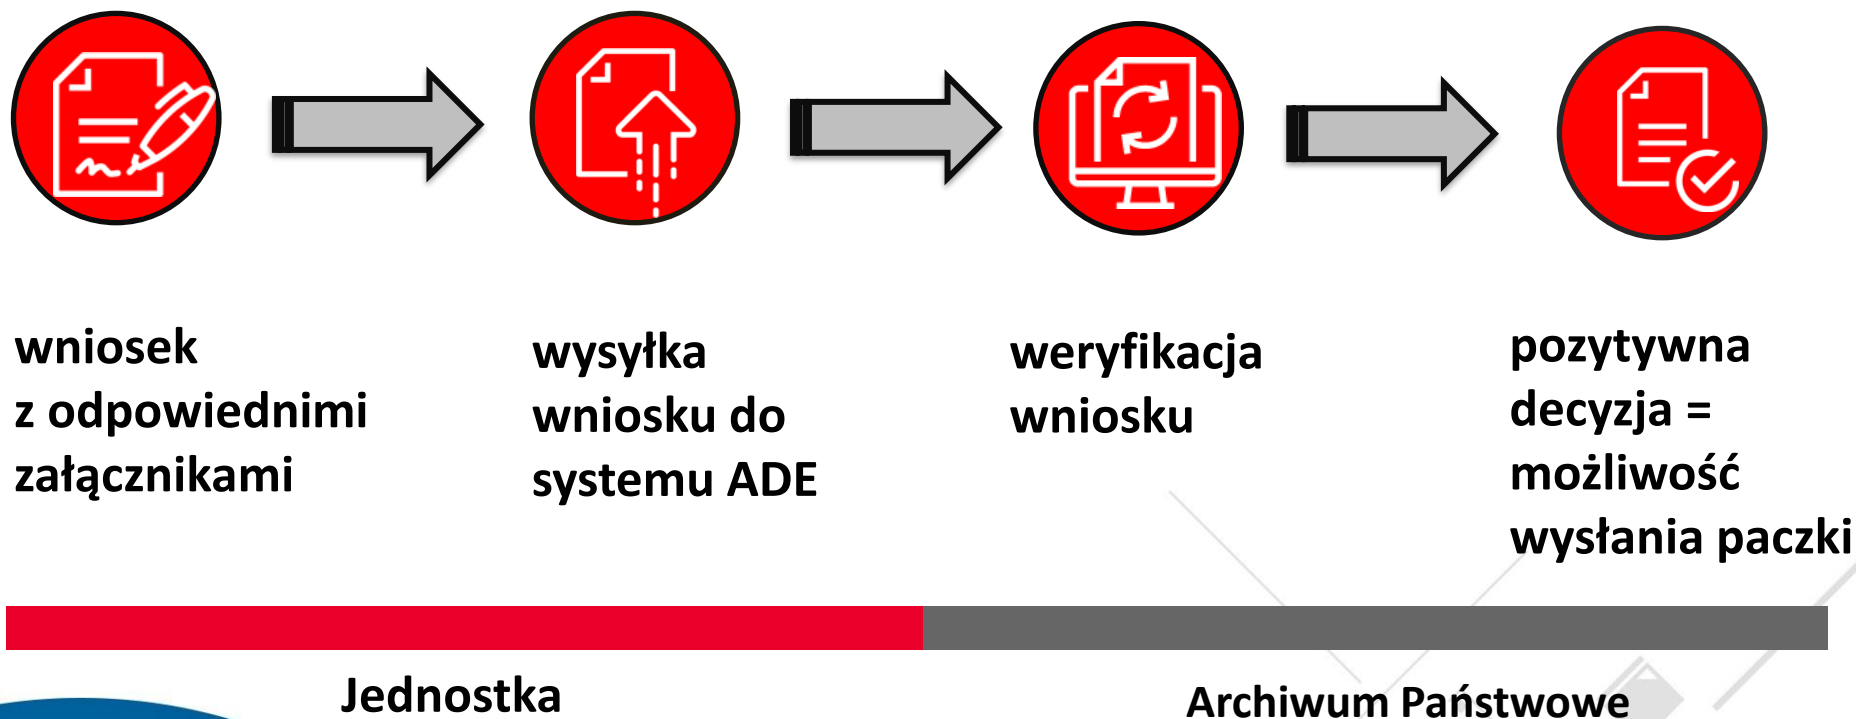 wniosek
z odpowiednimi
załącznikami
wysyłka
wniosku do
systemu ADE
weryfikacja
wniosku
pozytywna
decyzja =
możliwość
wysłania paczki
Jednostka
Archiwum Państwowe